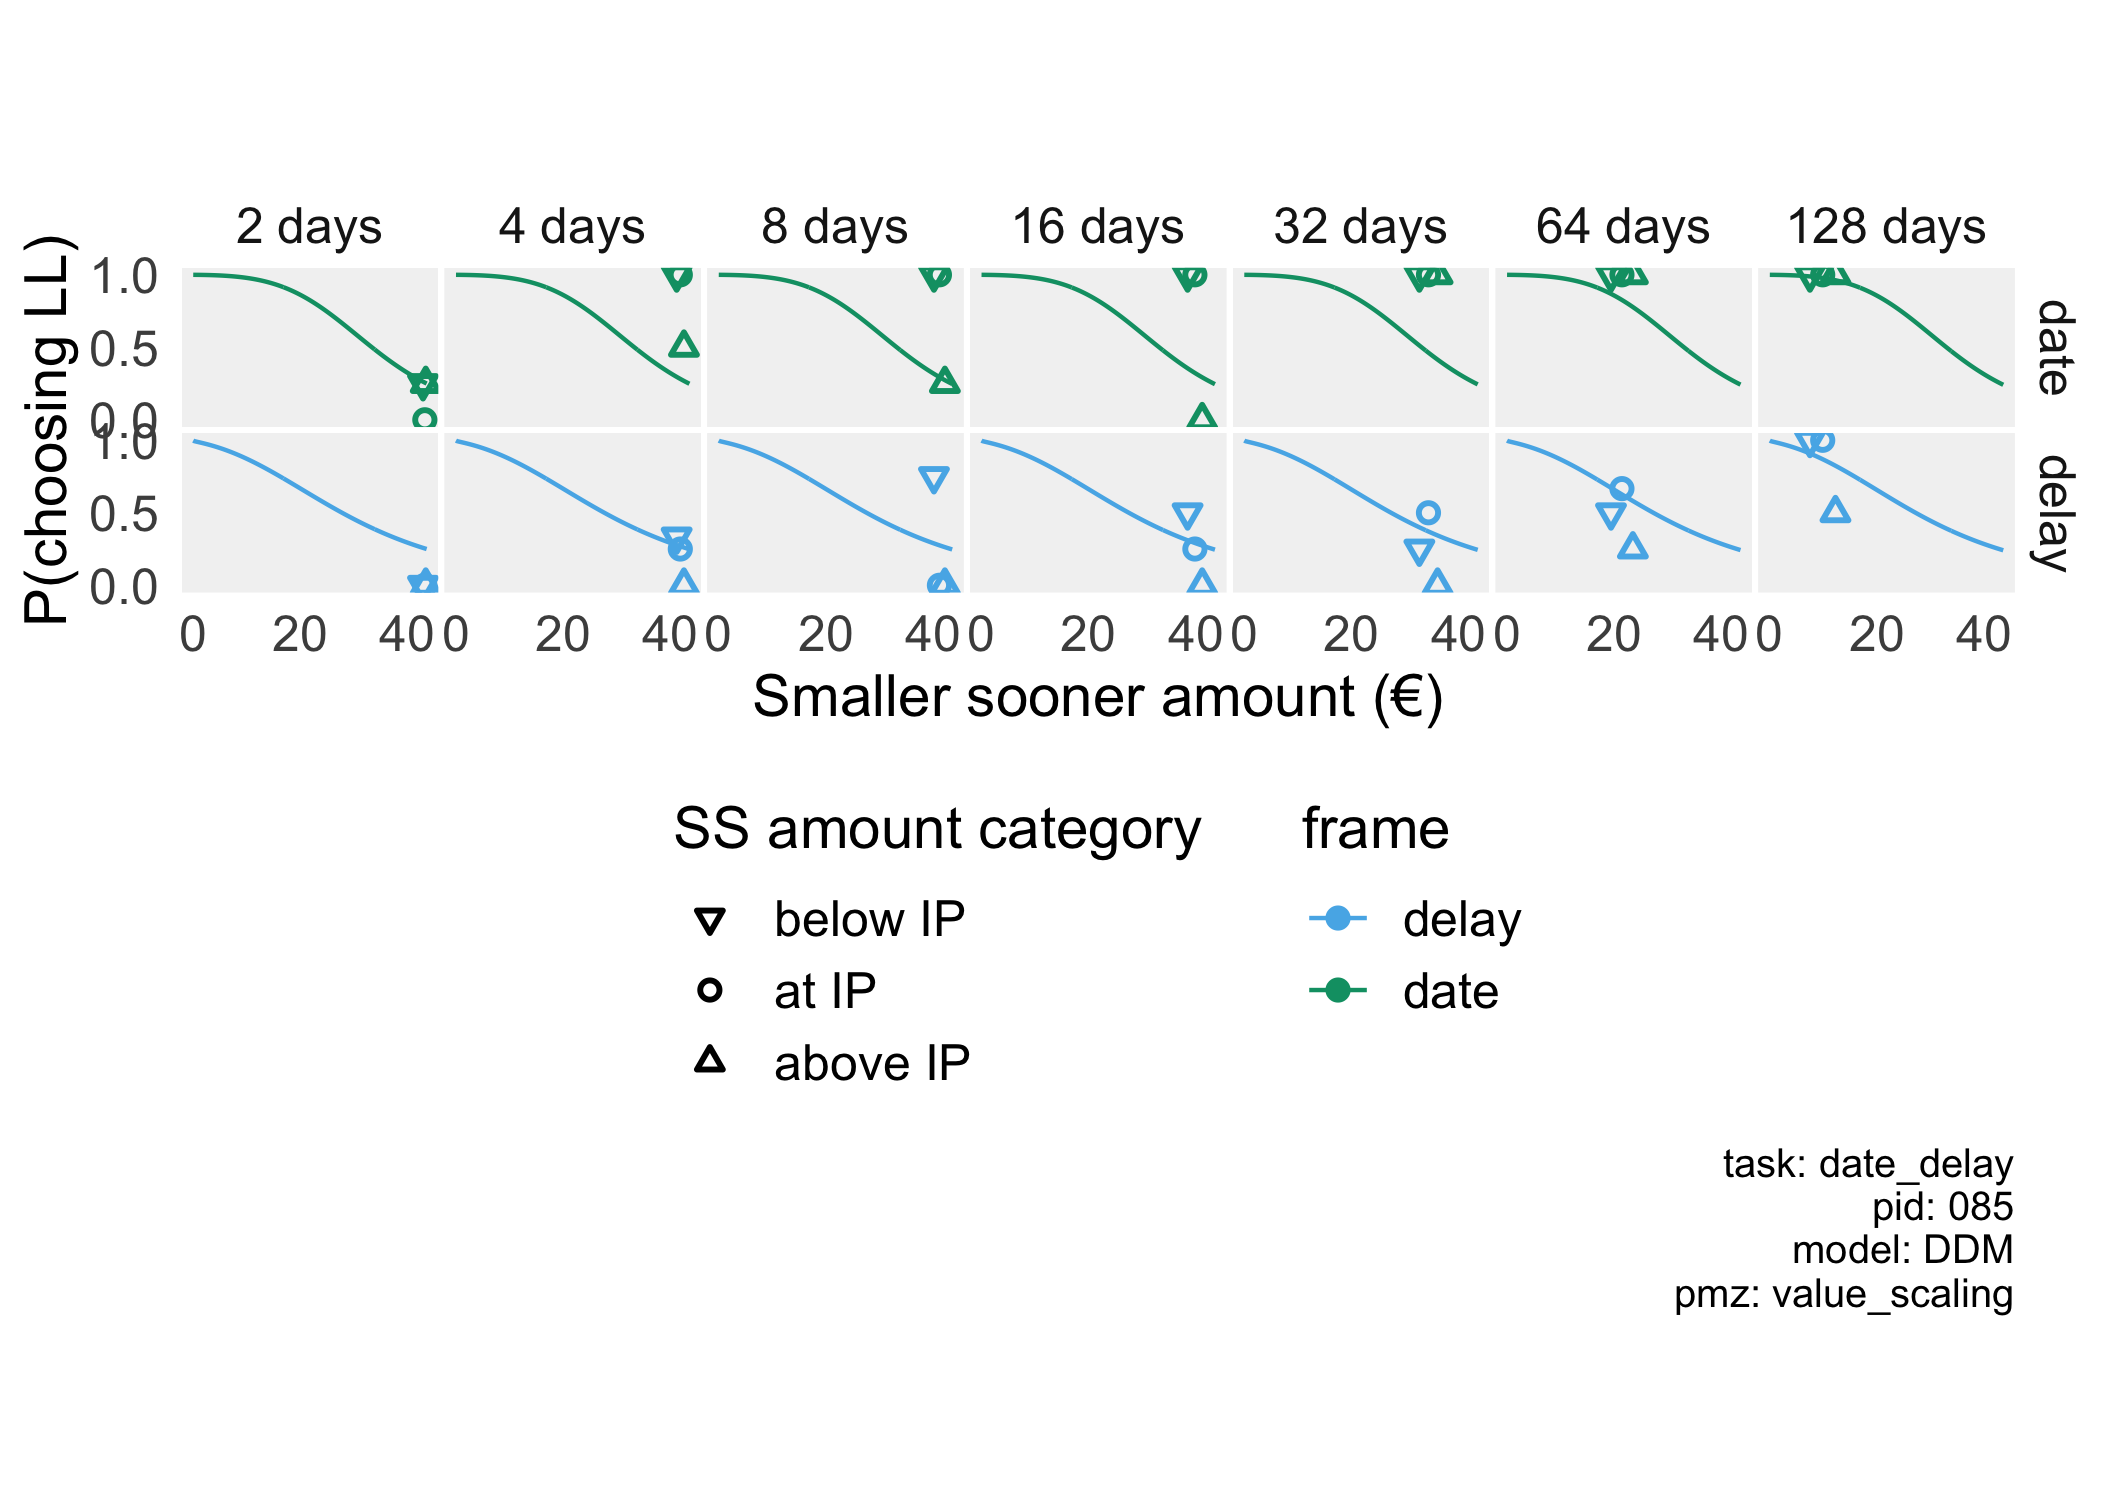 2 days 4 days 8 days 16 days 32 days 64 days 128 days
P(choosing LL)
1.0
0.5
0.0
date
1.0
0.5
0.0
delay
0 20 40 0 20 40 0 20 40 0 20 40 0 20 40 0 20 40 0 20 40
Smaller sooner amount (€)
SS amount category
below IP
at IP
above IP
frame
delay
date
task: date_delay
pid: 085
model: DDM
pmz: value_scaling